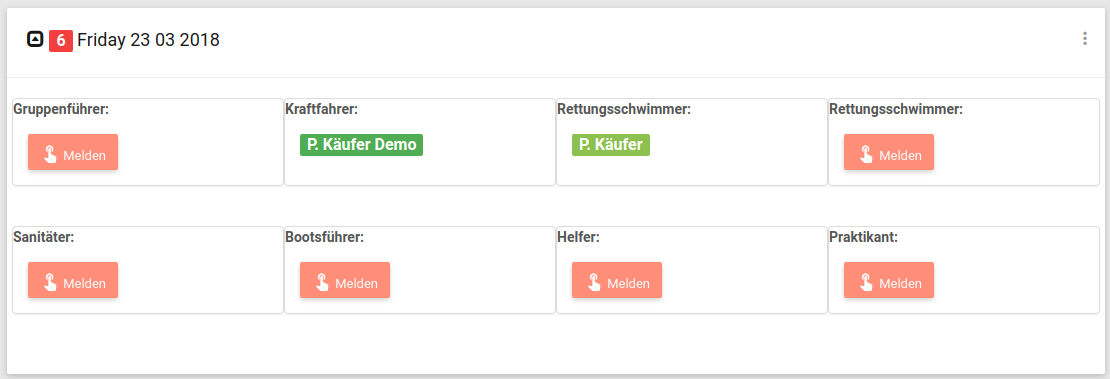 6 Friday 23 03 2018
Gruppenführer: Kraftfahrer: Rettungsschwimmer: Rettungsschwimmer:
Melden P. Käufer Demo P. Käufer Melden
Sanitäter: Bootsführer: Helfer: Praktikant:
Melden Melden Melden Melden